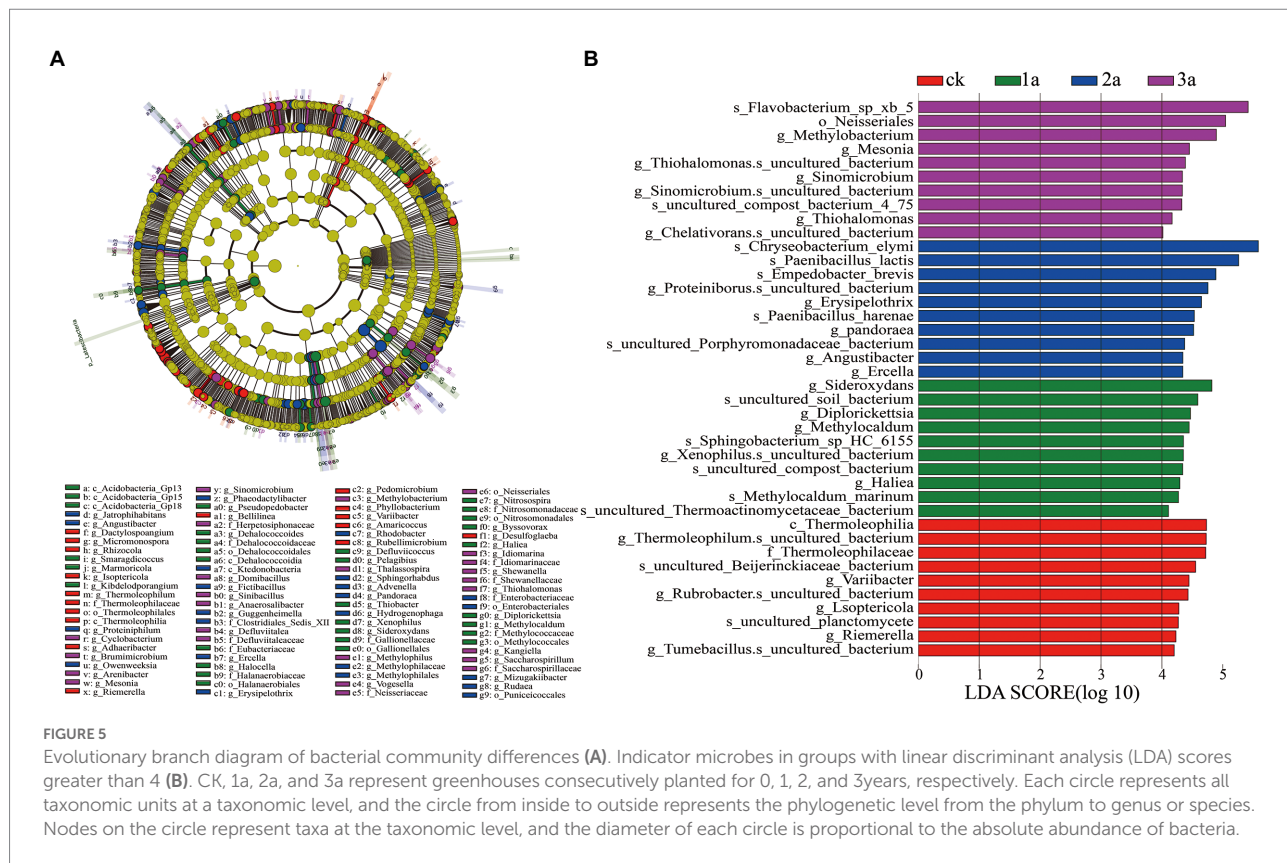 A
B
ck 1a 2a 3a
s_Flavobacterium_sp_xb_5
o_Neisseriales
g_Methylobacterium
g_Mesonia
g_Thiohalomonas.s_uncultured_bacterium
g_Sinomicrobium
g_Sinomicrobium.s_uncultured_bacterium
s_uncultured_compost_bacterium_4_75
g_Thiohalomonas
g_Chelativorans.s_uncultured_bacterium
s_Chryseobacterium_elymi
s_Paenibacillus_lactis
s_Empedobacter_brevis
g_Proteiniborus.s_uncultured_bacterium
g_Erysipelothrix
s_Paenibacillus_harenae
g_pandoraea
s_uncultured_Porphyromonadaceae_bacterium
g_Angustibacter
g_Ercella
g_Sideroxydans
s_uncultured_soil_bacterium
g_Diplorickettsia
g_Methylocaldum
s_Sphingobacterium_sp_HC_6155
g_Xenophilus.s_uncultured_bacterium
s_uncultured_compost_bacterium
g_Haliea
s_Methylocaldum_marinum
s_uncultured_Thermoactinomycetaceae_bacterium
c_Thermoleophilia
g_Thermoleophilum.s_uncultured_bacterium
f_Thermoleophilaceae
s_uncultured_Beijerinckiaceae_bacterium
g_Variibacter
g_Rubrobacter.s_uncultured_bacterium
g_Lsoptericola
s_uncultured_planctomycete
g_Riemerella
g_Tumebacillus.s_uncultured_bacterium
0 1 2 3 4 5
LDA SCORE(log 10)
p_Latescibacteria
a: c_Acidobacteria_Gp13
b: c_Acidobacteria_Gp15
c: c_Acidobacteria_Gp18
d: g_Jatrophihabitans
e: g_Angustibacter
f: g_Dactylospoangium
g: g_Micromonospora
h: g_Rhizocola
i: g_Smaragdicoccus
j: g_Marmoricola
k: g_Isoptericola
l: g_Kibdelodporangium
m: g_Thermoleophilum
n: f_Thermoleophilaceae
o: o_Thermoleophilales
p: c_Thermoleophilia
q: g_Proteiniphilum
r: g_Cyclobacterium
s: g_Adhaeribacter
t: g_Brumimicrobium
u: g_Owenweeksia
v: g_Arenibacter
w: g_Mesonia
x: g_Riemerella
y: g_Sinomicrobium
z: g_Phaeodactylibacter
a0: g_Pseudopedobacter
a1: g_Bellilinea
a2: f_Herpetosiphonaceae
a3: g_Dehalococcoides
a4: f_Dehalococcoidaceae
a5: o_Dehalococcoidales
a6: c_Dehalococcoidia
a7: c_Ktedonobacteria
a8: g_Domibacillus
a9: g_Fictibacillus
b0: g_Sinibacillus
b1: g_Anacrosalibacter
b2: g_Guggenheimella
b3: f_Clostridiales_Sedis_XII
b4: g_Defluviitalea
b5: f_Defluviitaleaceae
b6: f_Eubacteriaceae
b7: g_Ercella
b8: g_Halocella
b9: f_Halanaerobiaceae
c0: o_Halanaerobiales
c1: g_Erysipelothrix
c2: g_Pedomicrobium
c3: g_Methylobacterium
c4: g_Phyllobacterium
c5: g_Variibacter
c6: g_Amaricoccus
c7: g_Rhodobacter
c8: g_Rubellimicrobium
c9: g_Defluviicoccus
d0: g_Pelagibius
d1: g_Thalassospira
d2: g_Sphingorhabdus
d3: g_Advenella
d4: g_Pandoraea
d5: g_Thiobacter
d6: g_Hydrogenophaga
d7: g_Xenophilus
d8: g_Sideroxydans
d9: f_Gallionellaceae
e0: o_Gallionellales
e1: g_Methylophilus
e2: g_Methylophilaceae
e3: g_Methylophilales
e4: g_Vogesella
e5: f_Neisseriaceae
e6: o_Neisseriales
e7: g_Nitrosospira
e8: f_Nitrosomonadaceae
e9: o_Nitrosomonadales
f0: g_Byssovorax
f1: g_Desulfoglaeba
f2: g_Haliea
f3: g_Idiomarina
f4: f_Idiomarinaceae
f5: g_Shewanella
f6: f_Shewanellaceae
f7: g_Thiohalomonas
f8: f_Enterobacteriaceae
f9: o_Enterobacteriales
g0: g_Diplorickettsia
g1: g_Methylocaldum
g2: f_Methylococcaceae
g3: o_Methylococcales
g4: g_Kangiella
g5: g_Saccharospirillum
g6: f_Saccharospirillaceae
g7: g_Mizugakiibacter
g8: g_Rudaea
g9: o_Puniceicoccales
FIGURE 5
Evolutionary branch diagram of bacterial community differences (A). Indicator microbes in groups with linear discriminant analysis (LDA) scores
greater than 4 (B). CK, 1a, 2a, and 3a represent greenhouses consecutively planted for 0, 1, 2, and 3years, respectively. Each circle represents all
taxonomic units at a taxonomic level, and the circle from inside to outside represents the phylogenetic level from the phylum to genus or species.
Nodes on the circle represent taxa at the taxonomic level, and the diameter of each circle is proportional to the absolute abundance of bacteria.